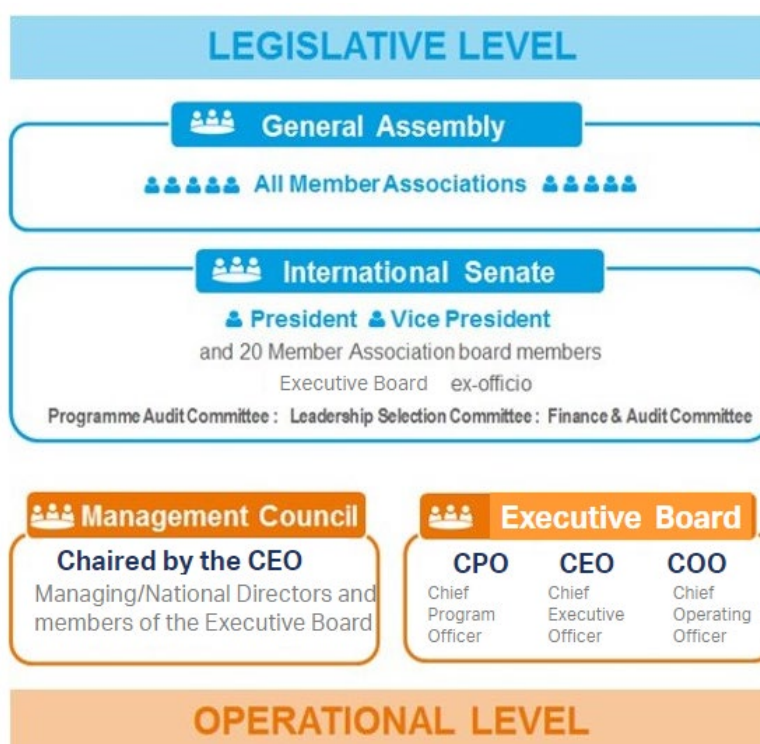 LEGISLATIVE LEVEL
General Assembly
All Member Associations
International Senate
President Vice President
and 20 Member Association board members
Executive Board ex-officio
Programme Audit Committee : Leadership Selection Committee : Finance & Audit Committee
Management Council
Chaired by the CEO
Managing/National Directors and
members of the Executive Board
Executive Board
CPO CEO COO
Chief Chief Chief
Program Executive Operating
Officer Officer Officer
OPERATIONAL LEVEL